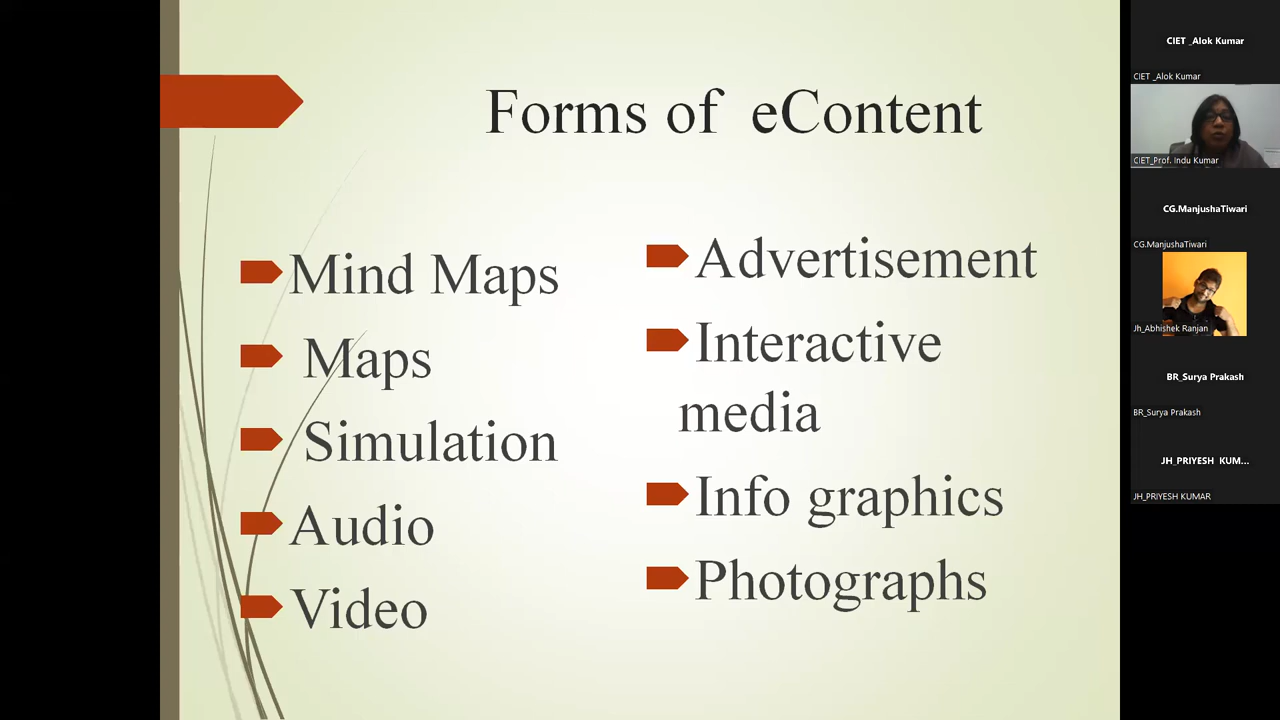 Forms of eContent
Mind Maps
Maps
Simulation
Audio
Video
Advertisement
Interactive
media
Info graphics
Photographs
CIET _Alok Kumar
CIET _Alok Kumar
CIET_Prof. Indu Kumar
CG.ManjushaTiwari
CG.ManjushaTiwari
Jh_Abhishek Ranjan
BR_Surya Prakash
BR_Surya Prakash
JH_PRIYESH KUM...
JH_PRIYESH KUMAR